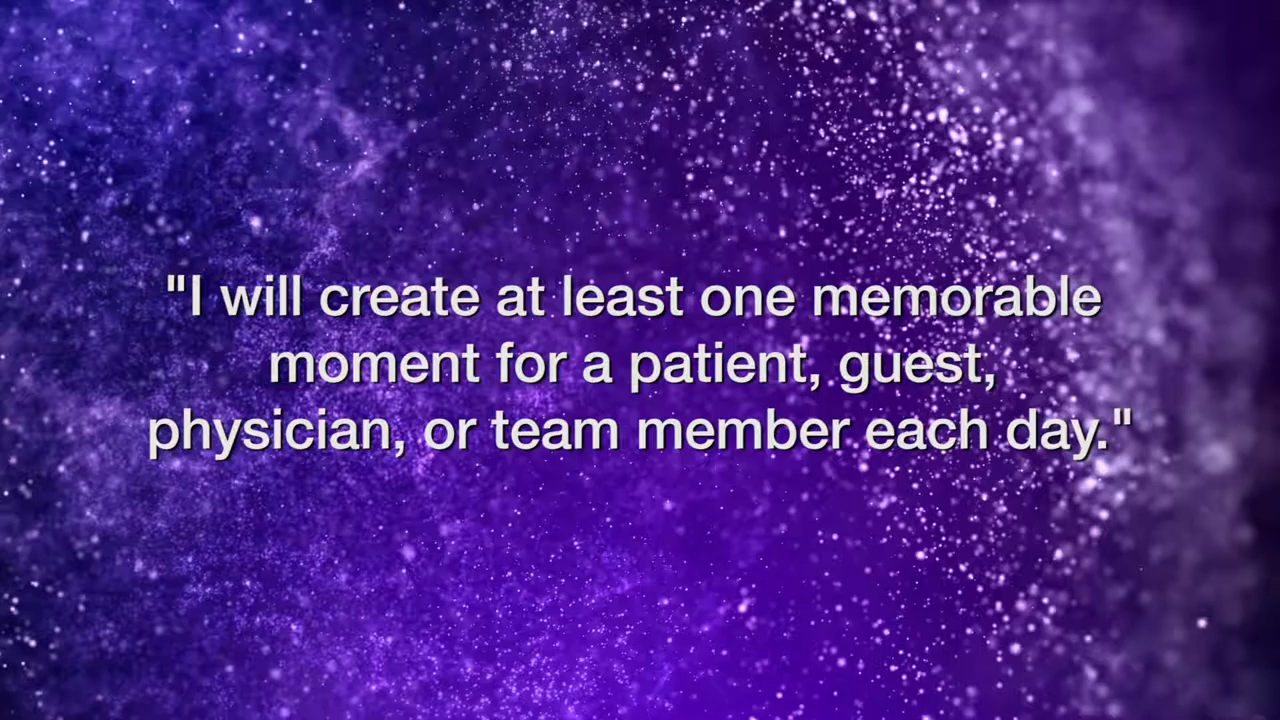 "I will create at least one memorable
moment for a patient, guest,
physician, or team member each day."